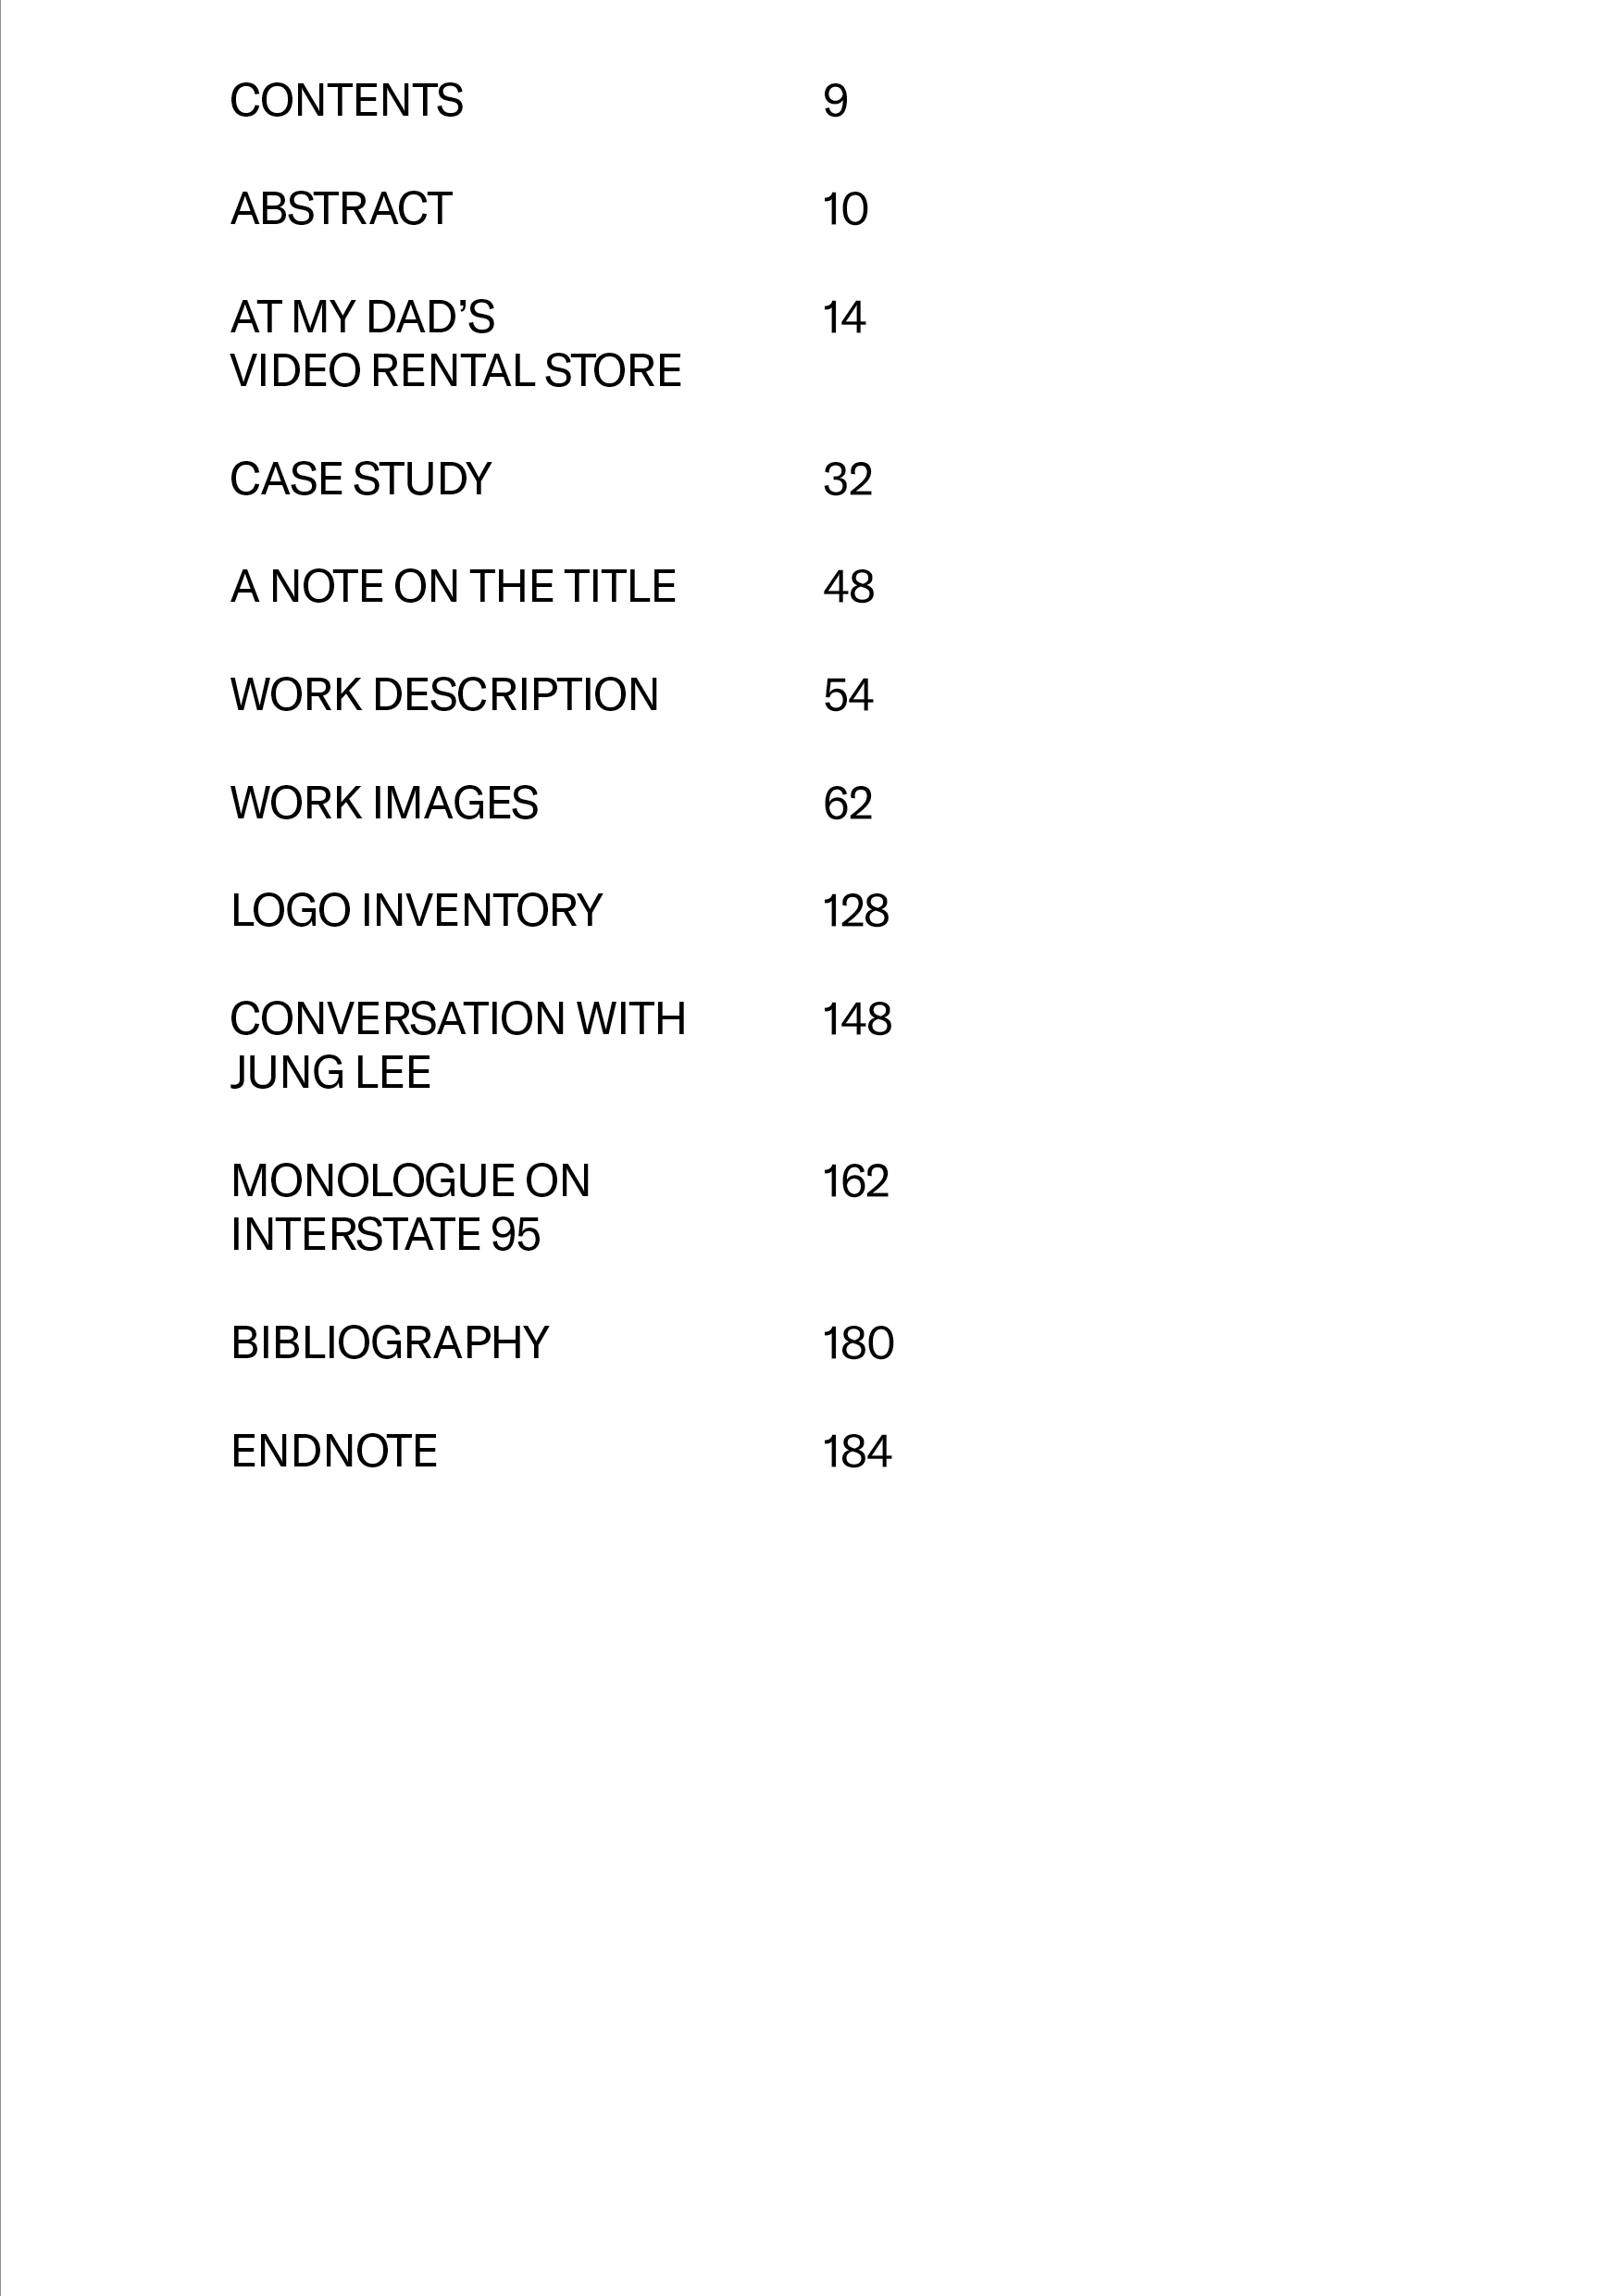 CONTENTS 9
ABSTRACT 10
AT MY DAD’S 14
VIDEO RENTAL STORE
CASE STUDY 32
A NOTE ON THE TITLE 48
WORK DESCRIPTION 54
WORK IMAGES 62
LOGO INVENTORY 128
CONVERSATION WITH 148
JUNG LEE
MONOLOGUE ON 162
INTERSTATE 95
BIBLIOGRAPHY 180
ENDNOTE 184